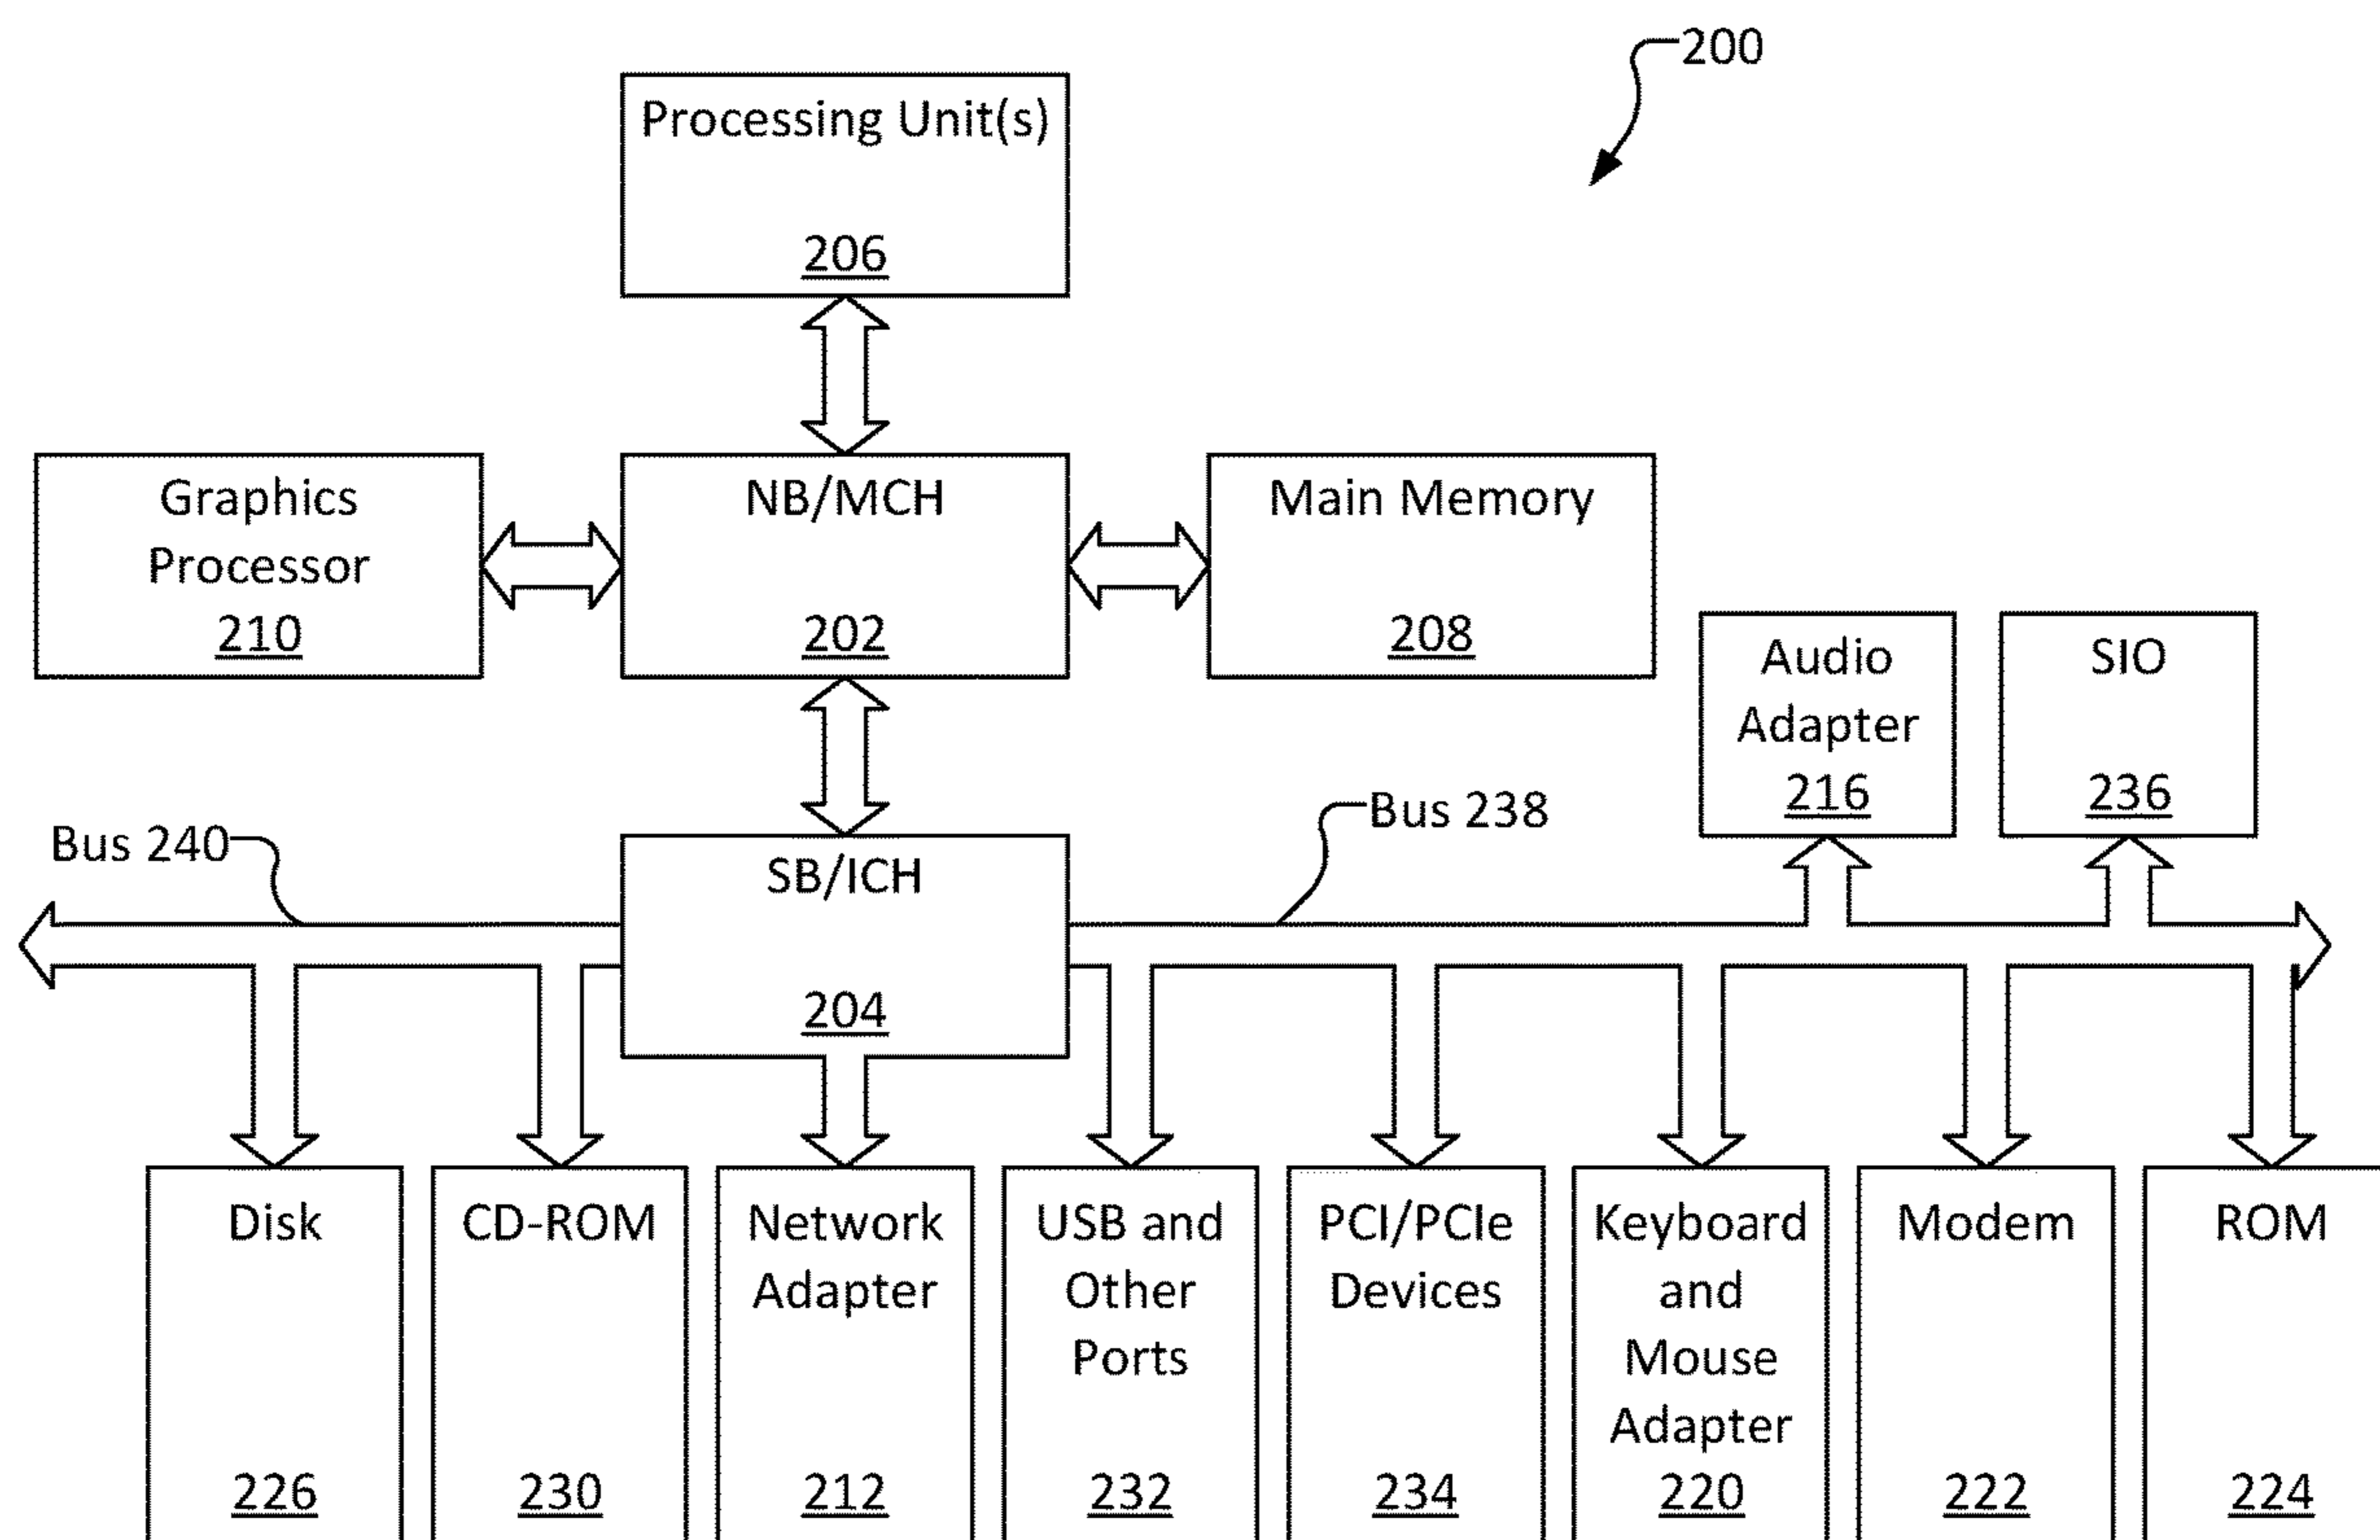 200
Processing Unit(s)
206
Graphics
Processor
210
NB/MCH
202
Main Memory
208
Audio
Adapter
216
SIO
236
Bus 240
SB/ICH
204
Bus 238
Disk
226
CD-ROM
230
Network
Adapter
212
USB and
Other
Ports
232
PCI/PCIe
Devices
234
Keyboard
and
Mouse
Adapter
220
Modem
222
ROM
224